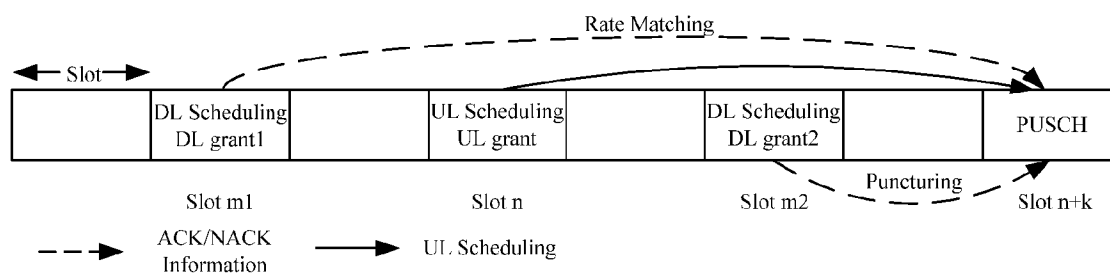 Rate Matching
Slot
DL Scheduling
DL grant1
UL Scheduling
UL grant
DL Scheduling
DL grant2
PUSCH
Puncturing
Slot m1
Slot n
Slot m2
Slot n+k
ACK/NACK
Information
UL Scheduling